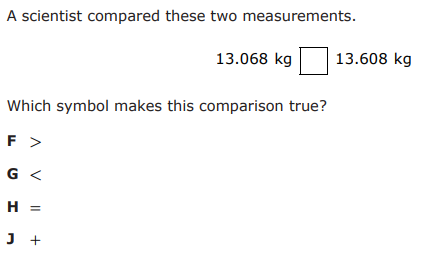 A scientist compared these two measurements.
13.068 kg □ 13.608 kg
Which symbol makes this comparison true?
F >
G <
H =
J +